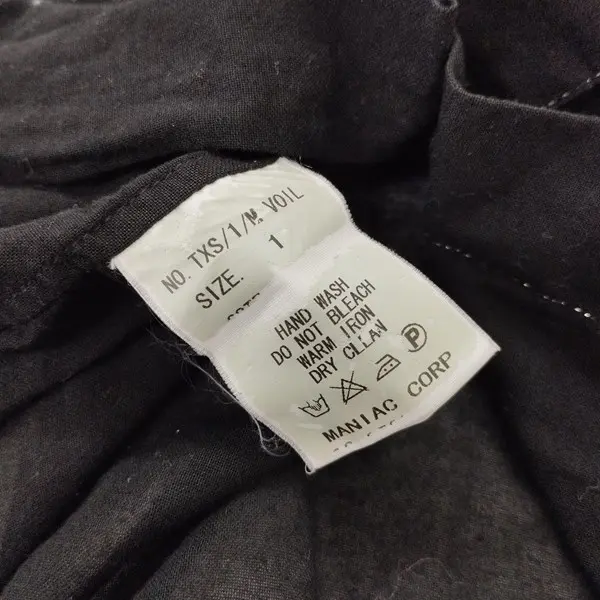 NO. TXS/1/M VOIL
SIZE. 1
HAND WASH
DO NOT BLEACH
WARM IRON
DRY CLEAN
P
MANIAC CORP